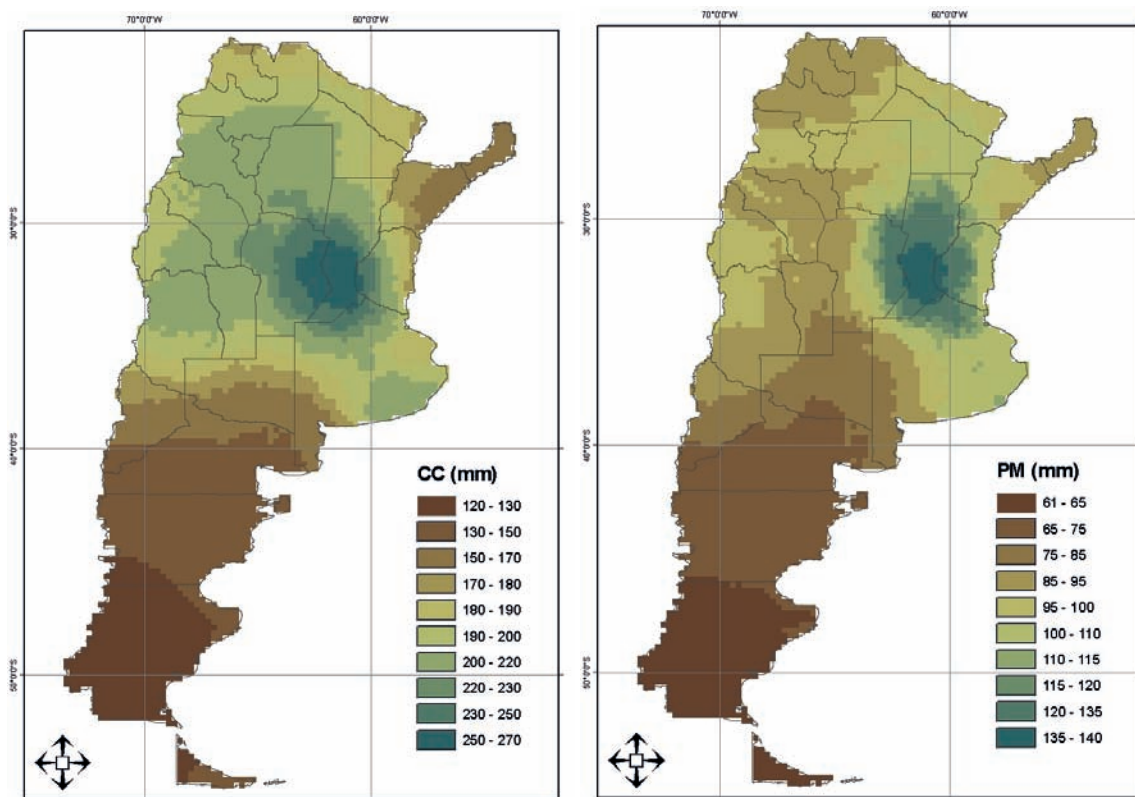 70°0'0"W 60°0'0"W
30°0'0"S
40°0'0"S
50°0'0"S
CC (mm)
120 - 130
130 - 150
150 - 170
170 - 180
180 - 190
190 - 200
200 - 220
220 - 230
230 - 250
250 - 270
70°0'0"W 60°0'0"W
30°0'0"S
40°0'0"S
50°0'0"S
PM (mm)
61 - 65
65 - 75
75 - 85
85 - 95
95 - 100
100 - 110
110 - 115
115 - 120
120 - 135
135 - 140